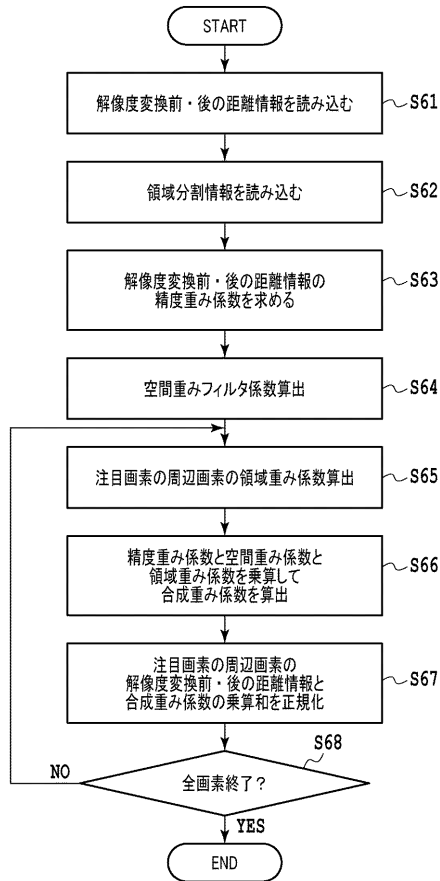 START
解像度変換前・後の距離情報を読み込む
S61
領域分割情報を読み込む
S62
解像度変換前・後の距離情報の
精度重み係数を求める
S63
空間重みフィルタ係数算出
S64
注目画素の周辺画素の領域重み係数算出
S65
精度重み係数と空間重み係数と
領域重み係数を乗算して
合成重み係数を算出
S66
注目画素の周辺画素の
解像度変換前・後の距離情報と
合成重み係数の乗算和を正規化
S67
S68
全画素終了？
NO
YES
END